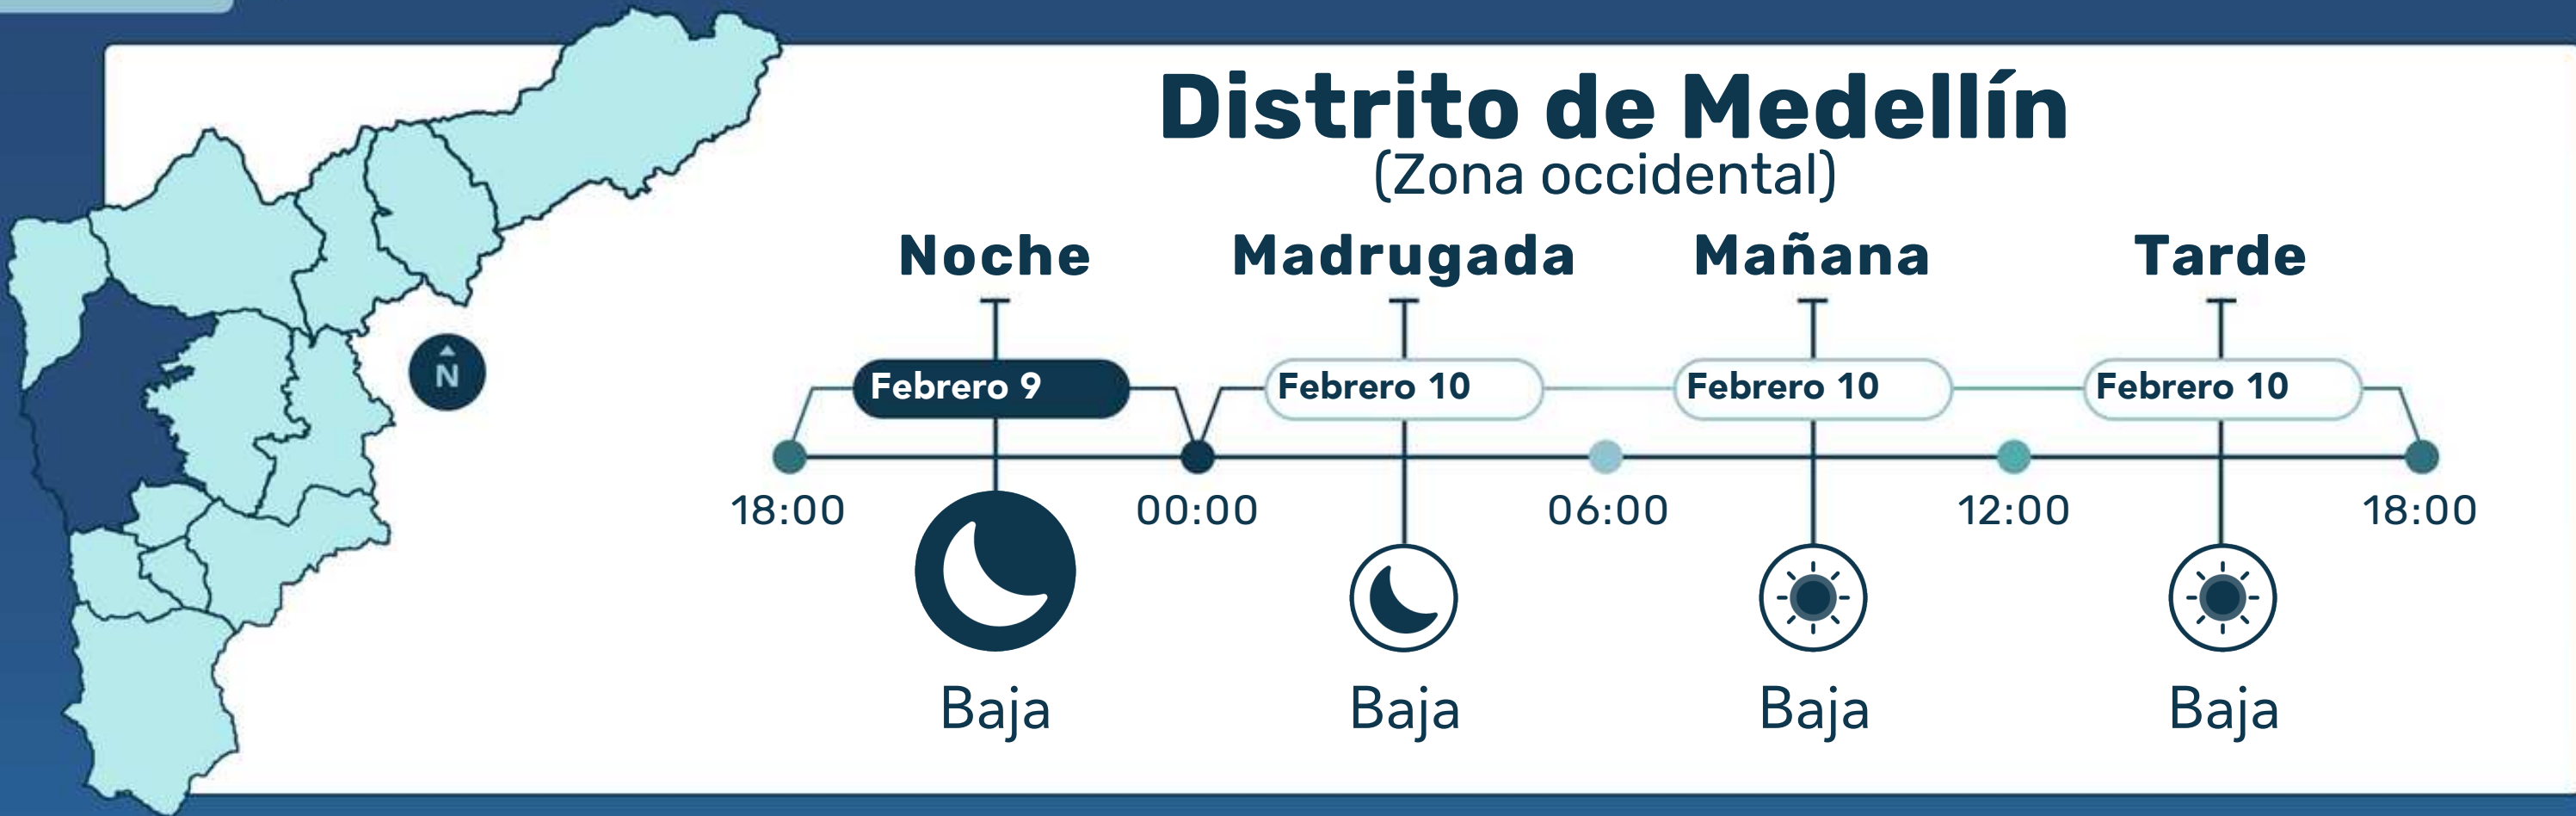 Distrito de Medellín
(Zona occidental)
Noche Madrugada Mañana Tarde
Febrero 9 Febrero 10 Febrero 10 Febrero 10
N
18:00 00:00 06:00 12:00 18:00
Baja Baja Baja Baja